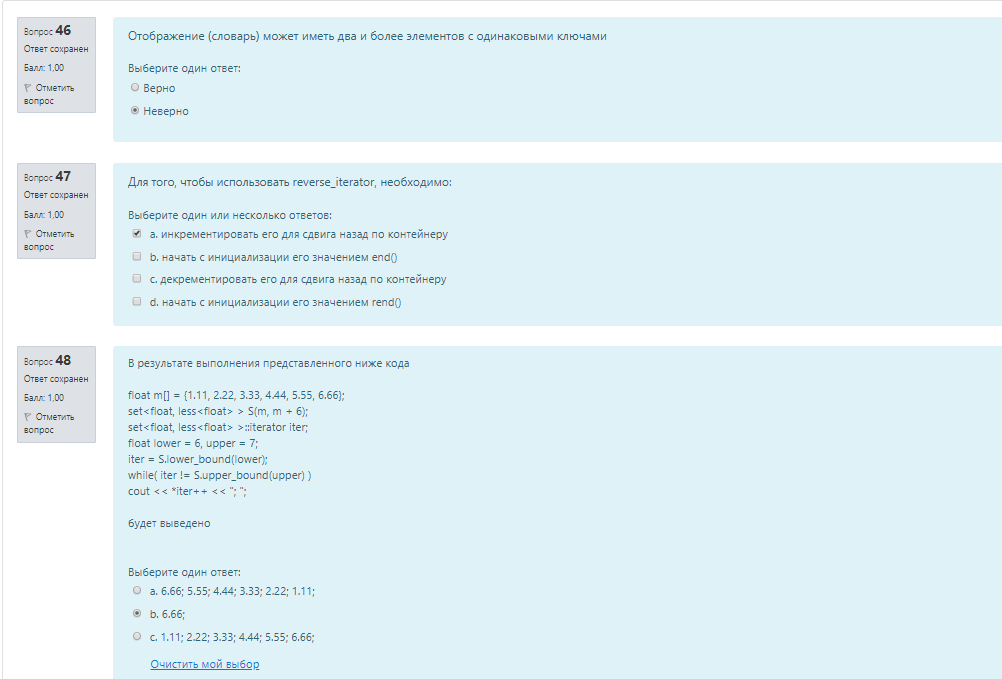 Вопрос 46
Ответ сохранен
Балл: 1,00
Отметить
вопрос
Отображение (словарь) может иметь два и более элементов с одинаковыми ключами
Выберите один ответ:
Верно
Неверно
Вопрос 47
Ответ сохранен
Балл: 1,00
Отметить
вопрос
Для того, чтобы использовать reverse_iterator, необходимо:
Выберите один или несколько ответов:
a. инкрементировать его для сдвига назад по контейнеру
b. начать с инициализации его значением end()
c. декрементировать его для сдвига назад по контейнеру
d. начать с инициализации его значением rend()
Вопрос 48
Ответ сохранен
Балл: 1,00
Отметить
вопрос
В результате выполнения представленного ниже кода
float m[] = {1.11, 2.22, 3.33, 4.44, 5.55, 6.66};
set<float, less<float> > S(m, m + 6);
set<float, less<float> >::iterator iter;
float lower = 6, upper = 7;
iter = S.lower_bound(lower);
while( iter != S.upper_bound(upper) )
cout << *iter++ << "; ";
будет выведено
Выберите один ответ:
a. 6.66; 5.55; 4.44; 3.33; 2.22; 1.11;
b. 6.66;
c. 1.11; 2.22; 3.33; 4.44; 5.55; 6.66;
Очистить мой выбор